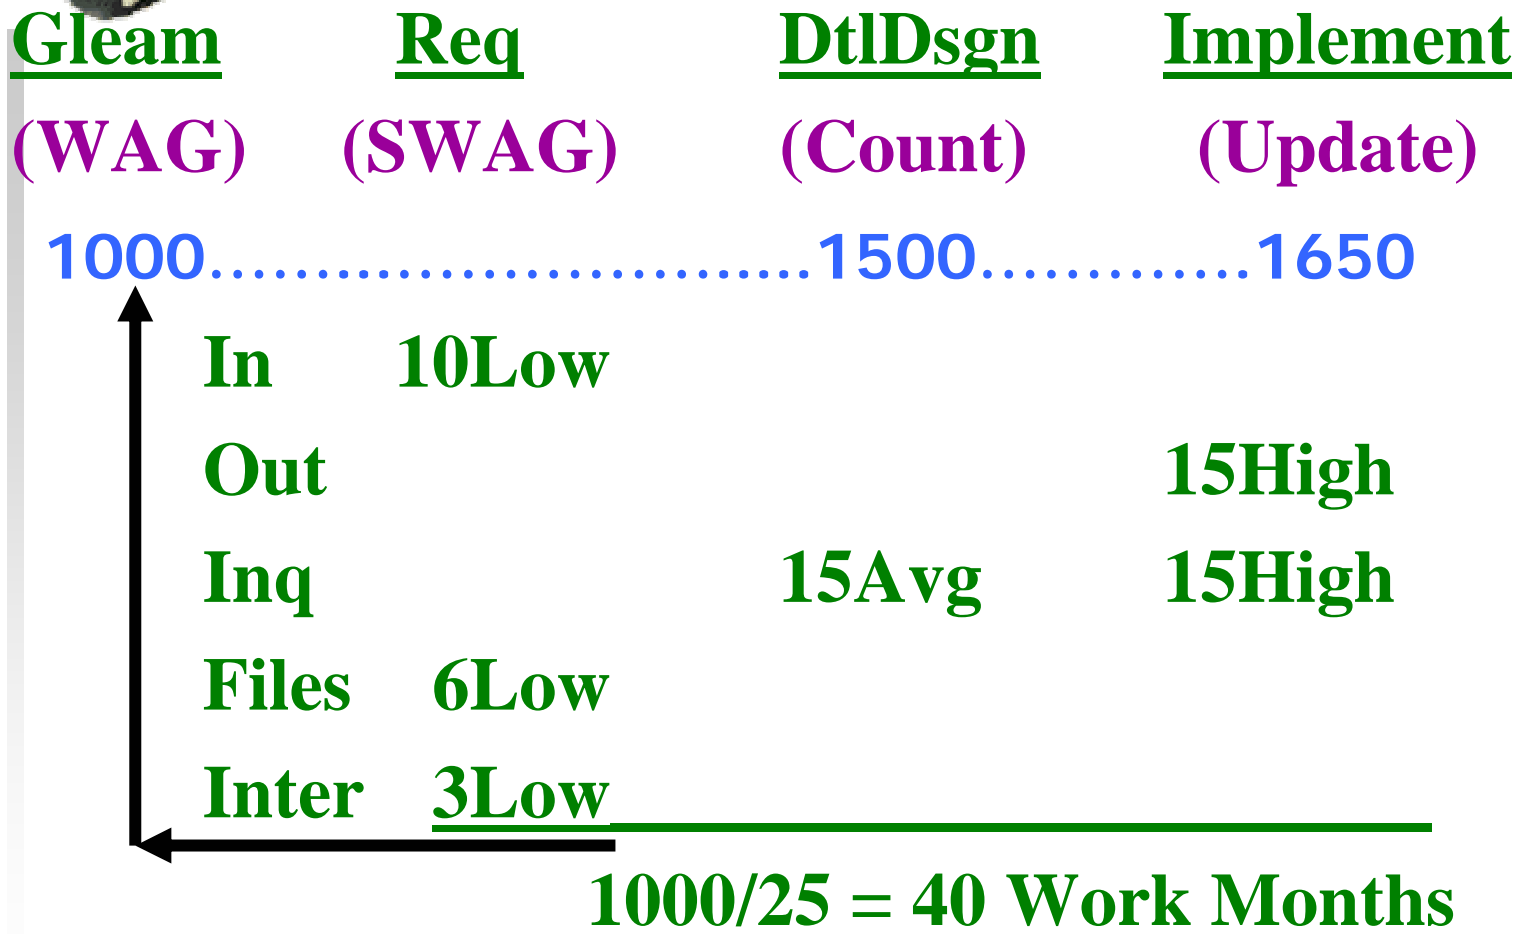 Gleam Req DtlDsgn Implement
(WAG) (SWAG) (Count) (Update)
1000....................................1500.............1650
In 10Low
Out 15High
Inq 15Avg 15High
Files 6Low
Inter 3Low
1000/25 = 40 Work Months